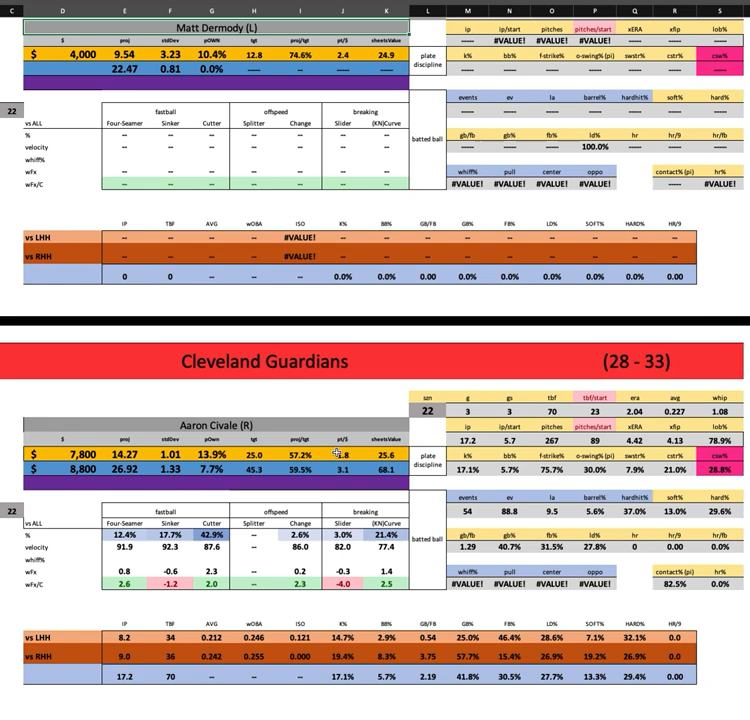 C D E F G H I J K L M N O P Q R S
Matt Dermody (L)
ip ip/start pitches pitches/start xERA xfip lob%
----- #VALUE! #VALUE! #VALUE! ----- ----- -----
$ proj stdDev pOWN tgt proj/tgt pt/$ sheetsValue
$ 4,000 9.54 3.23 10.4% 12.8 74.6% 2.4 24.9
22.47 0.81 0.0% ----- ----- ----- -----
plate discipline
k% bb% f-strike% o-swing% (pi) swstr% cstr% csw%
----- ----- ----- ----- ----- ----- -----
events ev la barrel% hardhit% soft% hard%
----- ----- ----- ----- ----- ----- -----
22
fastball offspeed breaking
vs ALL Four-Seamer Sinker Cutter Splitter Change Slider (KN)Curve
% -- -- -- -- -- -- --
velocity -- -- -- -- -- -- --
whiff%
wFx -- -- -- -- -- -- --
wFx/C -- -- -- -- -- -- --
batted ball
gb/fb gb% fb% ld% hr hr/9 hr/fb
----- ----- ----- 100.0% ----- ----- -----
whiff% pull center oppo contact% (pi) hr%
#VALUE! #VALUE! #VALUE! #VALUE! ----- #VALUE!
IP TBF AVG wOBA ISO K% BB% GB/FB GB% FB% LD% SOFT% HARD% HR/9
vs LHH -- -- -- -- #VALUE! -- -- -- -- -- -- -- -- --
vs RHH -- -- -- -- #VALUE! -- -- -- -- -- -- -- -- --
0 0 -- -- -- 0.0% 0.0% 0.00 0.0% 0.0% 0.0% 0.0% 0.0% 0.00
Cleveland Guardians (28 - 33)
szn g gs tbf tbf/start era avg whip
22 3 3 70 23 2.04 0.227 1.08
Aaron Civale (R)
ip ip/start pitches pitches/start xERA xfip lob%
17.2 5.7 267 89 4.42 4.13 78.9%
$ proj stdDev pOwn tgt proj/tgt pt/$ sheetsValue
$ 7,800 14.27 1.01 13.9% 25.0 57.2% .8 25.6
$ 8,800 26.92 1.33 7.7% 45.3 59.5% 3.1 68.1
plate discipline
k% bb% f-strike% o-swing% (pi) swstr% cstr% csw%
17.1% 5.7% 75.7% 30.0% 7.9% 21.0% 28.8%
events ev la barrel% hardhit% soft% hard%
54 88.8 9.5 5.6% 37.0% 13.0% 29.6%
22
fastball offspeed breaking
vs ALL Four-Seamer Sinker Cutter Splitter Change Slider (KN)Curve
% 12.4% 17.7% 42.9% -- 2.6% 3.0% 21.4%
velocity 91.9 92.3 87.6 -- 86.0 82.0 77.4
whiff%
wFx 0.8 -0.6 2.3 -- 0.2 -0.3 1.4
wFx/C 2.6 -1.2 2.0 -- 2.3 -4.0 2.5
batted ball
gb/fb gb% fb% ld% hr hr/9 hr/fb
1.29 40.7% 31.5% 27.8% 0 0.00 0.0%
whiff% pull center oppo contact% (pi) hr%
#VALUE! #VALUE! #VALUE! #VALUE! 82.5% 0.0%
IP TBF AVG wOBA ISO K% BB% GB/FB GB% FB% LD% SOFT% HARD% HR/9
vs LHH 8.2 34 0.212 0.246 0.121 14.7% 2.9% 0.54 25.0% 46.4% 28.6% 7.1% 32.1% 0.0
vs RHH 9.0 36 0.242 0.255 0.000 19.4% 8.3% 3.75 57.7% 15.4% 26.9% 19.2% 26.9% 0.0
17.2 70 -- -- -- 17.1% 5.7% 2.19 41.8% 30.5% 27.7% 13.3% 29.4% 0.00